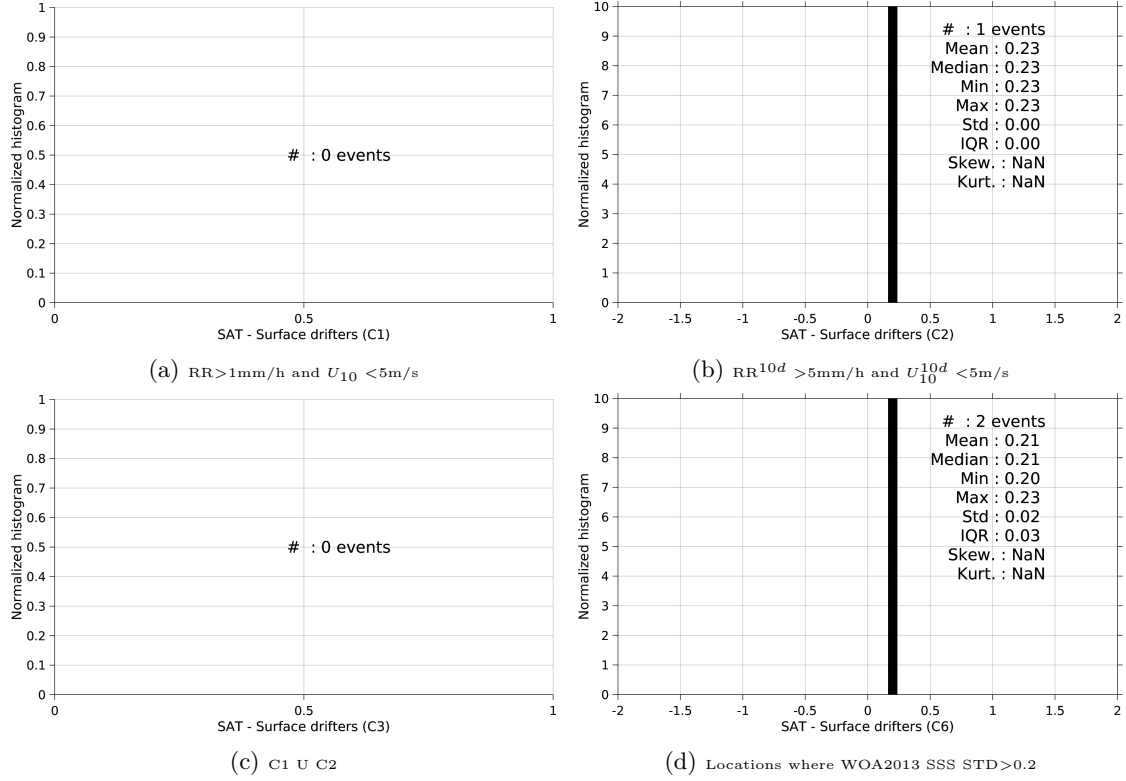 1
0.9
0.8
0.7
0.6
0.5
0.4
0.3
0.2
0.1
0
Normalized histogram
# : 0 events
0 0.5 1
SAT - Surface drifters (C1)
(a) RR>1mm/h and U10 <5m/s
10
9
8
7
6
5
4
3
2
1
0
Normalized histogram
# : 1 events
Mean : 0.23
Median : 0.23
Min : 0.23
Max : 0.23
Std : 0.00
IQR : 0.00
Skew. : NaN
Kurt. : NaN
-2 -1.5 -1 -0.5 0 0.5 1 1.5 2
SAT - Surface drifters (C2)
(b) RR10d >5mm/h and U10d10 <5m/s
1
0.9
0.8
0.7
0.6
0.5
0.4
0.3
0.2
0.1
0
Normalized histogram
# : 0 events
0 0.5 1
SAT - Surface drifters (C3)
(c) C1 U C2
10
9
8
7
6
5
4
3
2
1
0
Normalized histogram
# : 2 events
Mean : 0.21
Median : 0.21
Min : 0.20
Max : 0.23
Std : 0.02
IQR : 0.03
Skew. : NaN
Kurt. : NaN
-2 -1.5 -1 -0.5 0 0.5 1 1.5 2
SAT - Surface drifters (C6)
(d) Locations where WOA2013 SSS STD>0.2